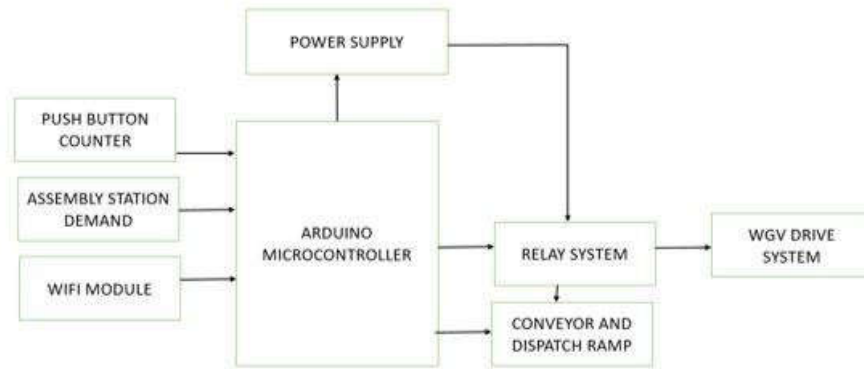 POWER SUPPLY
PUSH BUTTON
COUNTER
ASSEMBLY STATION
DEMAND
WIFI MODULE
ARDUINO
MICROCONTROLLER
RELAY SYSTEM
WGV DRIVE
SYSTEM
CONVEYOR AND
DISPATCH RAMP